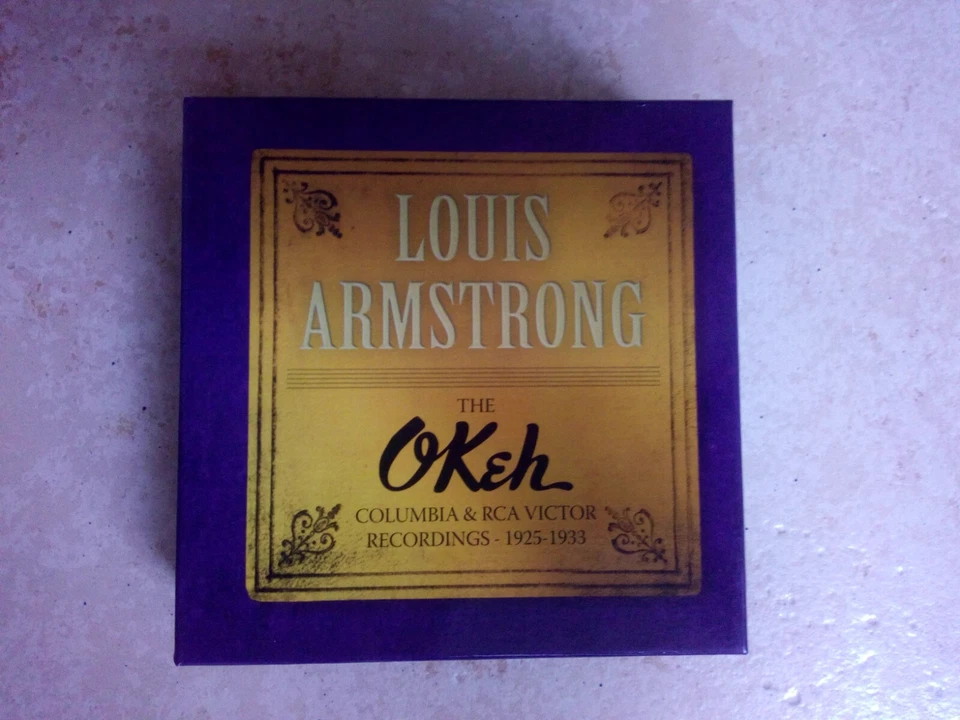 LOUIS
ARMSTRONG
THE
OKeh
COLUMBIA & RCA VICTOR
RECORDINGS - 1925-1933